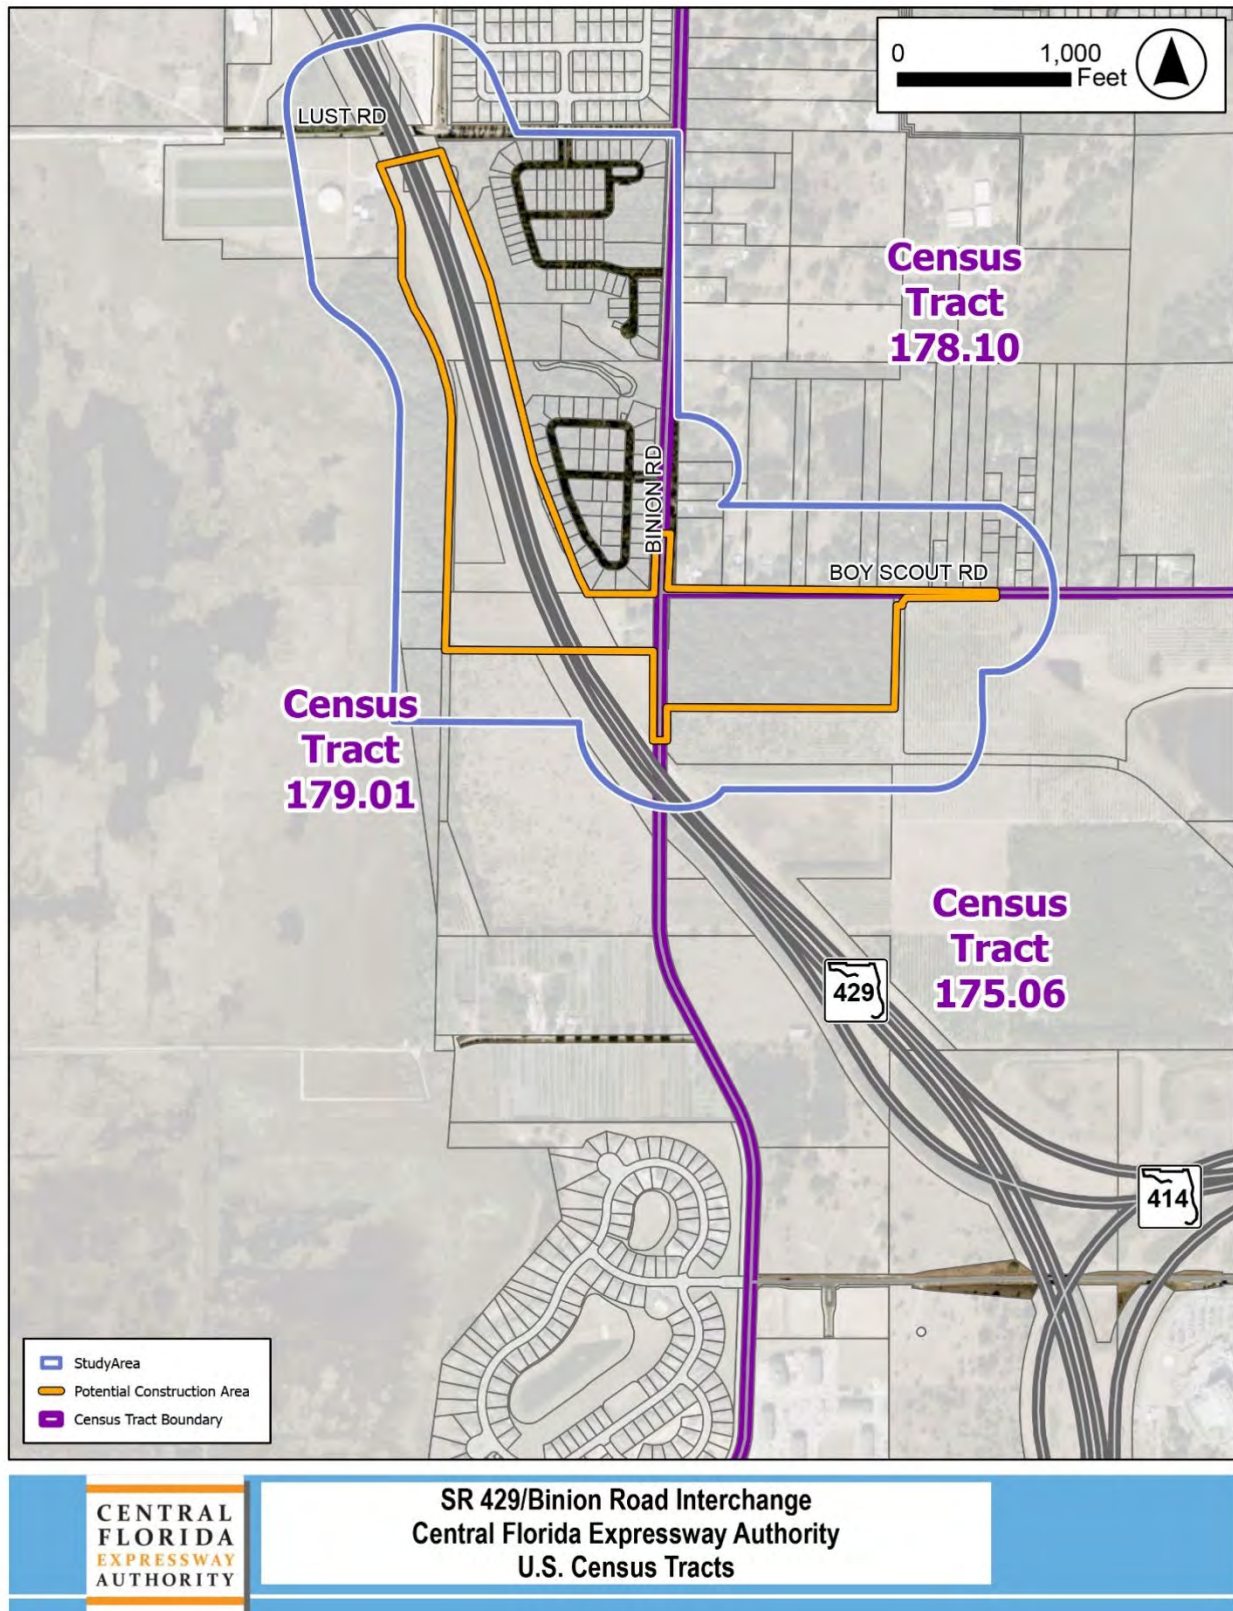 0 1,000
Feet
LUST RD
Census
Tract
178.10
BINION RD
BOY SCOUT RD
Census
Tract
179.01
Census
Tract
175.06
429
414
StudyArea
Potential Construction Area
Census Tract Boundary
CENTRAL
FLORIDA
EXPRESSWAY
AUTHORITY
SR 429/Binion Road Interchange
Central Florida Expressway Authority
U.S. Census Tracts